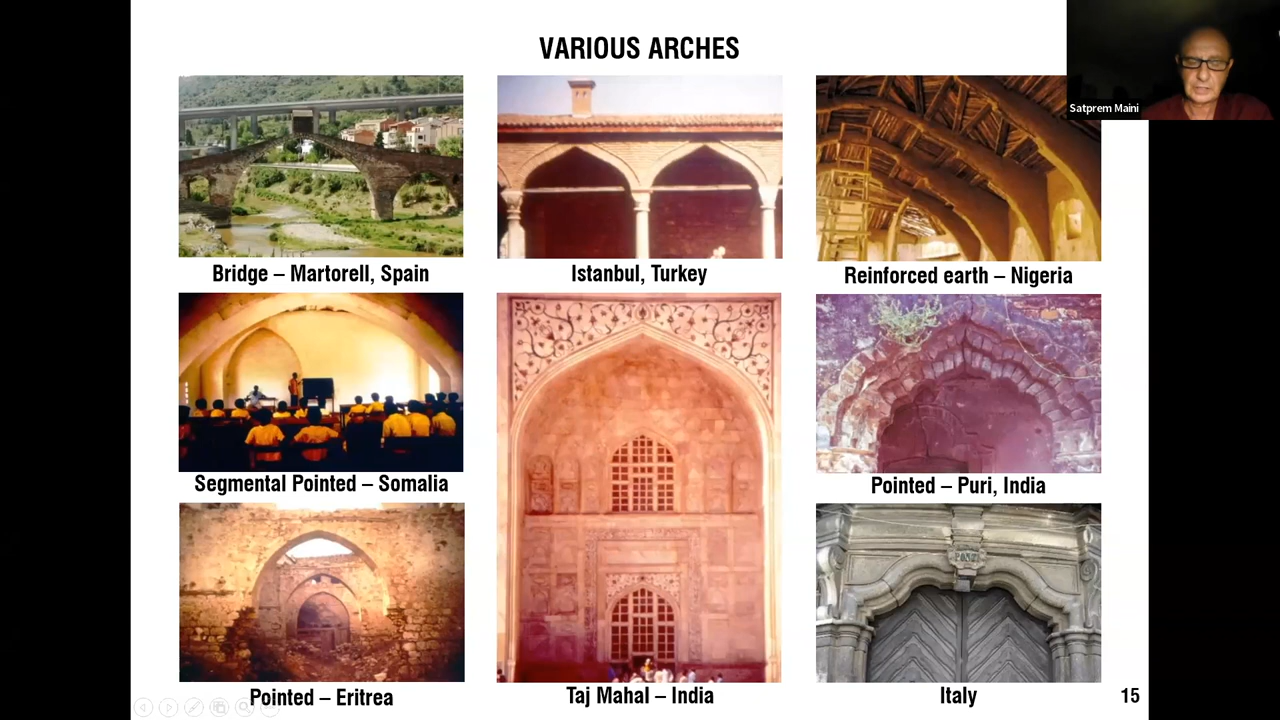 VARIOUS ARCHES
Satprem Maini
Bridge – Martorell, Spain
Istanbul, Turkey
Reinforced earth – Nigeria
Segmental Pointed – Somalia
Pointed – Puri, India
Pointed – Eritrea
Taj Mahal – India
Italy
15